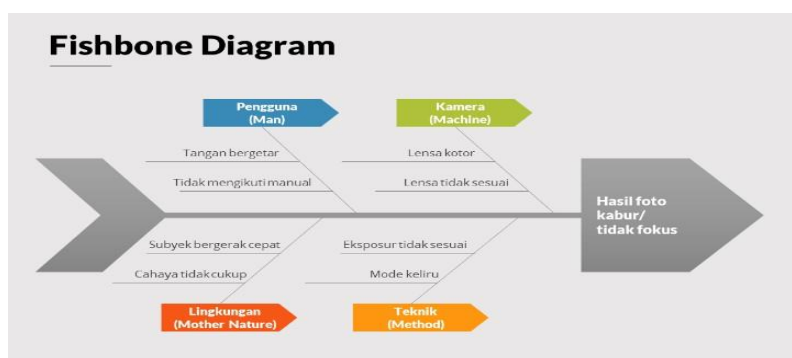 Fishbone Diagram
Pengguna
(Man)
Kamera
(Machine)
Tangan bergetar
Lensa kotor
Tidak mengikuti manual
Lensa tidak sesuai
Hasil foto
kabur/
tidak fokus
Subyek bergerak cepat
Eksposur tidak sesuai
Cahaya tidak cukup
Mode keliru
Lingkungan
(Mother Nature)
Teknik
(Method)